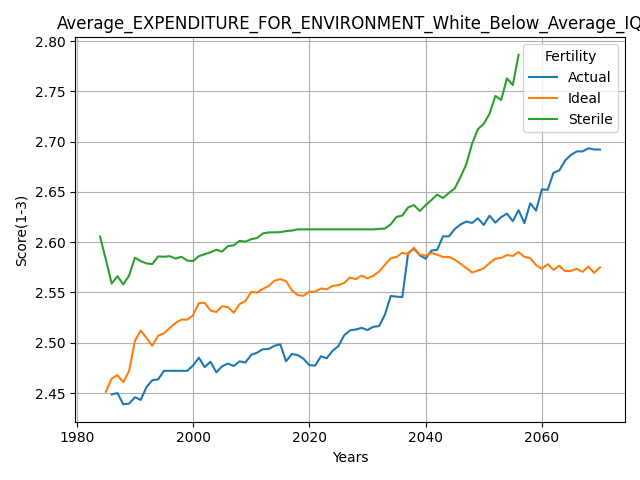 Average_EXPENDITURE_FOR_ENVIRONMENT_White_Below_Average_IQ
2.80
2.75
2.70
2.65
2.60
2.55
2.50
2.45
Score(1-3)
Fertility
Actual
Ideal
Sterile
1980 2000 2020 2040 2060
Years